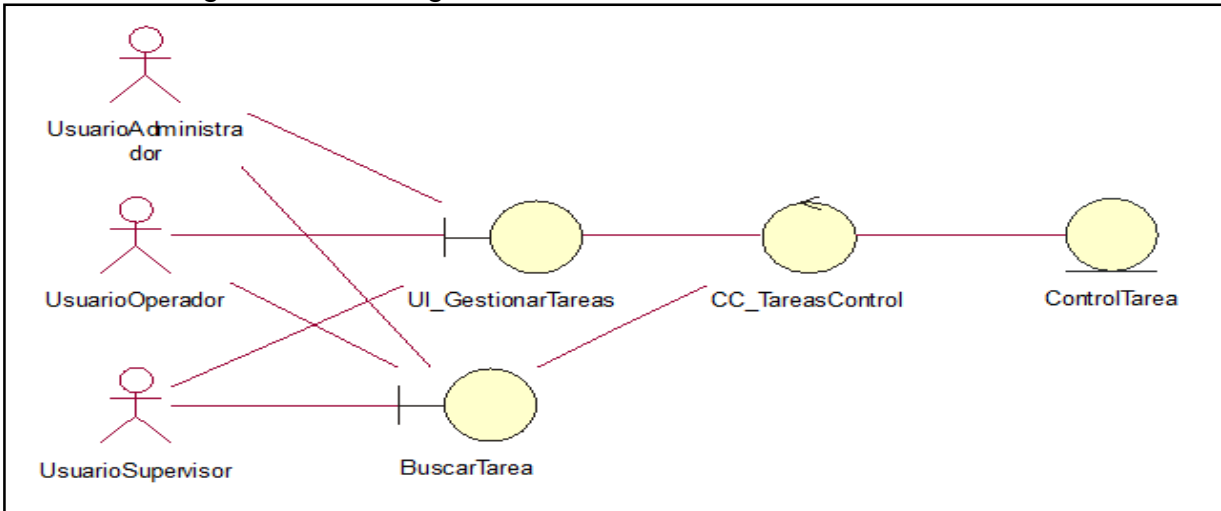 UsuarioAdministra
dor
UsuarioOperador
UI_GestionarTareas
CC_TareasControl
ControlTarea
UsuarioSupervisor
BuscarTarea